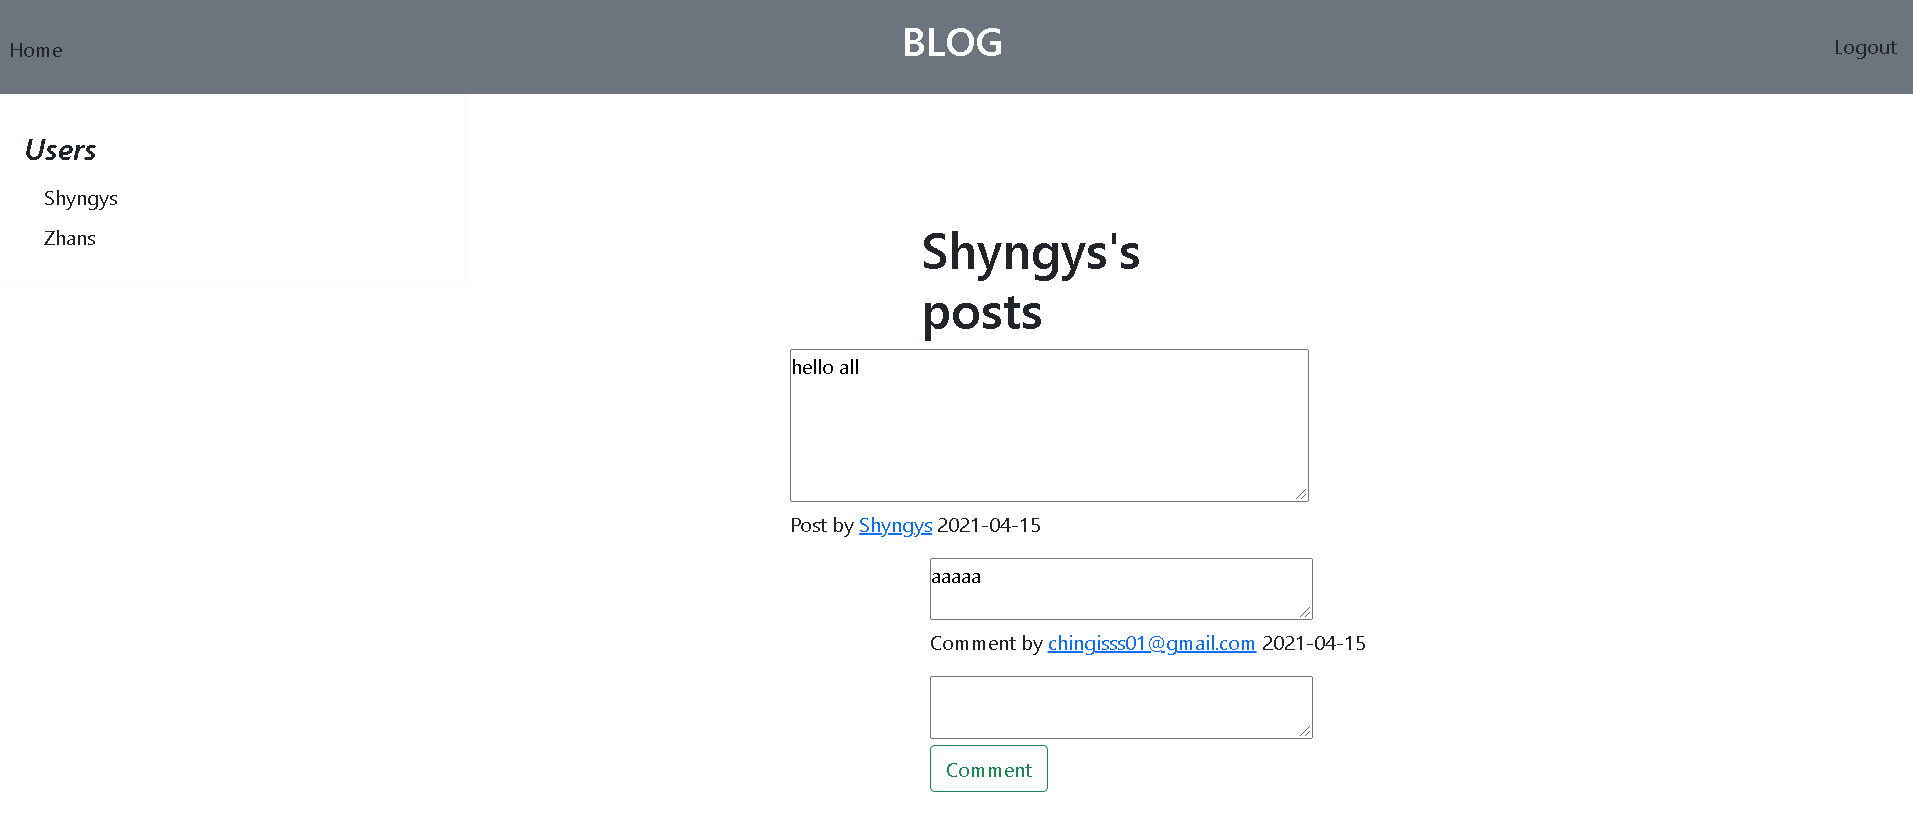 Home
BLOG
Logout
Users
Shyngys
Zhans
Shyngys's
posts
hello all
Post by Shyngys 2021-04-15
aaaaa
Comment by chingisss01@gmail.com 2021-04-15
Comment